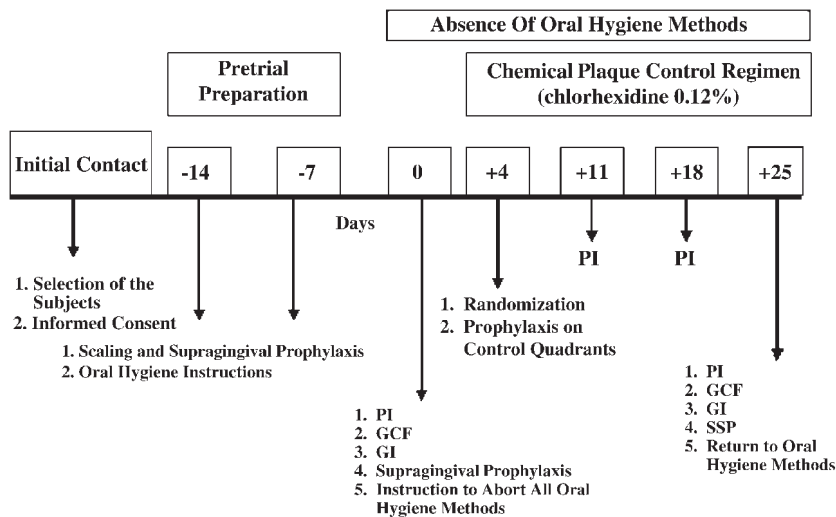 Absence Of Oral Hygiene Methods
Pretrial
Preparation
Chemical Plaque Control Regimen
(chlorhexidine 0.12%)
Initial Contact
-14
-7
0
+4
+11
+18
+25
Days
PI
PI
1. Selection of the
Subjects
2. Informed Consent
1. Scaling and Supragingival Prophylaxis
2. Oral Hygiene Instructions
1. Randomization
2. Prophylaxis on
Control Quadrants
1. PI
2. GCF
3. GI
4. Supragingival Prophylaxis
5. Instruction to Abort All Oral
Hygiene Methods
1. PI
2. GCF
3. GI
4. SSP
5. Return to Oral
Hygiene Methods